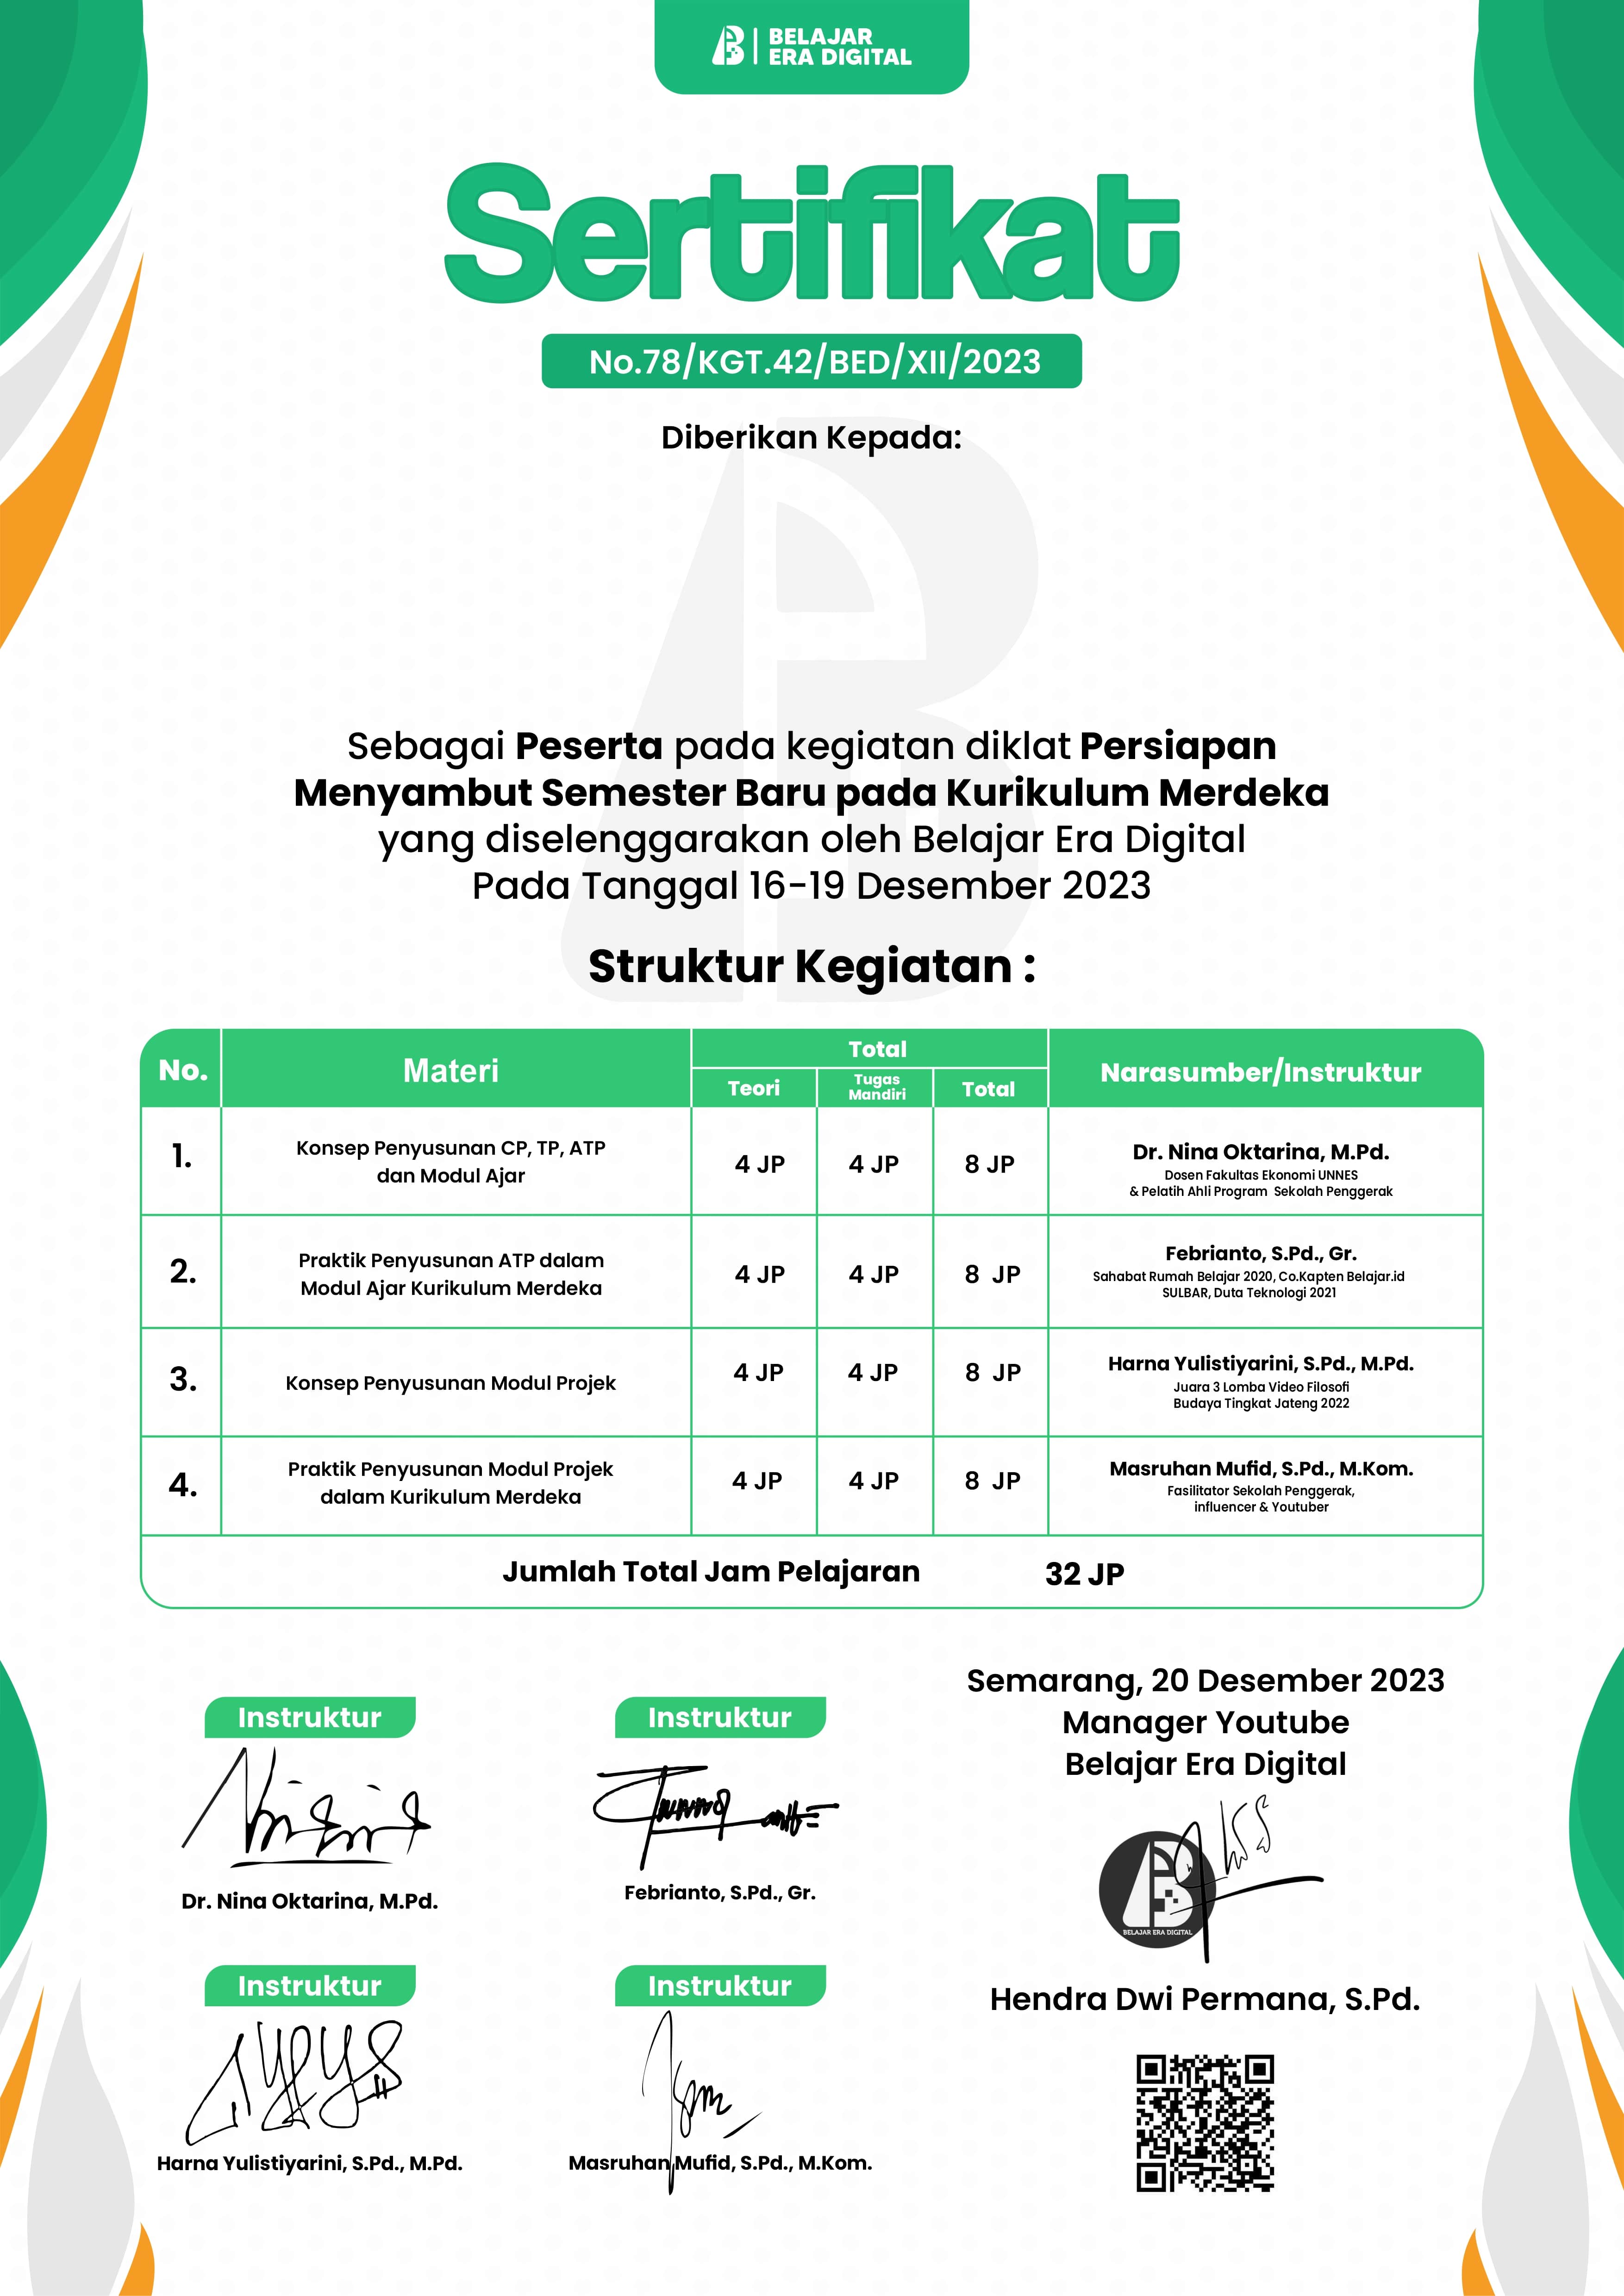 BELAJAR
ERA DIGITAL
Sertifikat
No.78/KGT.42/BED/XII/2023
Diberikan Kepada:
Sebagai Peserta pada kegiatan diklat Persiapan
Menyambut Semester Baru pada Kurikulum Merdeka
yang diselenggarakan oleh Belajar Era Digital
Pada Tanggal 16-19 Desember 2023
Struktur Kegiatan :
No. Materi Total Narasumber/Instruktur
Teori Tugas Mandiri Total
1. Konsep Penyusunan CP, TP, ATP
dan Modul Ajar
4 JP 4 JP 8 JP
Dr. Nina Oktarina, M.Pd.
Dosen Fakultas Ekonomi UNNES
& Pelatih Ahli Program Sekolah Penggerak
2. Praktik Penyusunan ATP dalam
Modul Ajar Kurikulum Merdeka
4 JP 4 JP 8 JP
Febrianto, S.Pd., Gr.
Sahabat Rumah Belajar 2020, Co.Kapten Belajar.id
SULBAR, Duta Teknologi 2021
3. Konsep Penyusunan Modul Projek
4 JP 4 JP 8 JP
Harna Yulistiyarini, S.Pd., M.Pd.
Juara 3 Lomba Video Filosofi
Budaya Tingkat Jateng 2022
4. Praktik Penyusunan Modul Projek
dalam Kurikulum Merdeka
4 JP 4 JP 8 JP
Masruhan Mufid, S.Pd., M.Kom.
Fasilitator Sekolah Penggerak,
influencer & Youtuber
Jumlah Total Jam Pelajaran 32 JP
Instruktur
Dr. Nina Oktarina, M.Pd.
Instruktur
Febrianto, S.Pd., Gr.
Instruktur
Harna Yulistiyarini, S.Pd., M.Pd.
Instruktur
Masruhan Mufid, S.Pd., M.Kom.
Semarang, 20 Desember 2023
Manager Youtube
Belajar Era Digital
BELAJAR ERA DIGITAL
Hendra Dwi Permana, S.Pd.